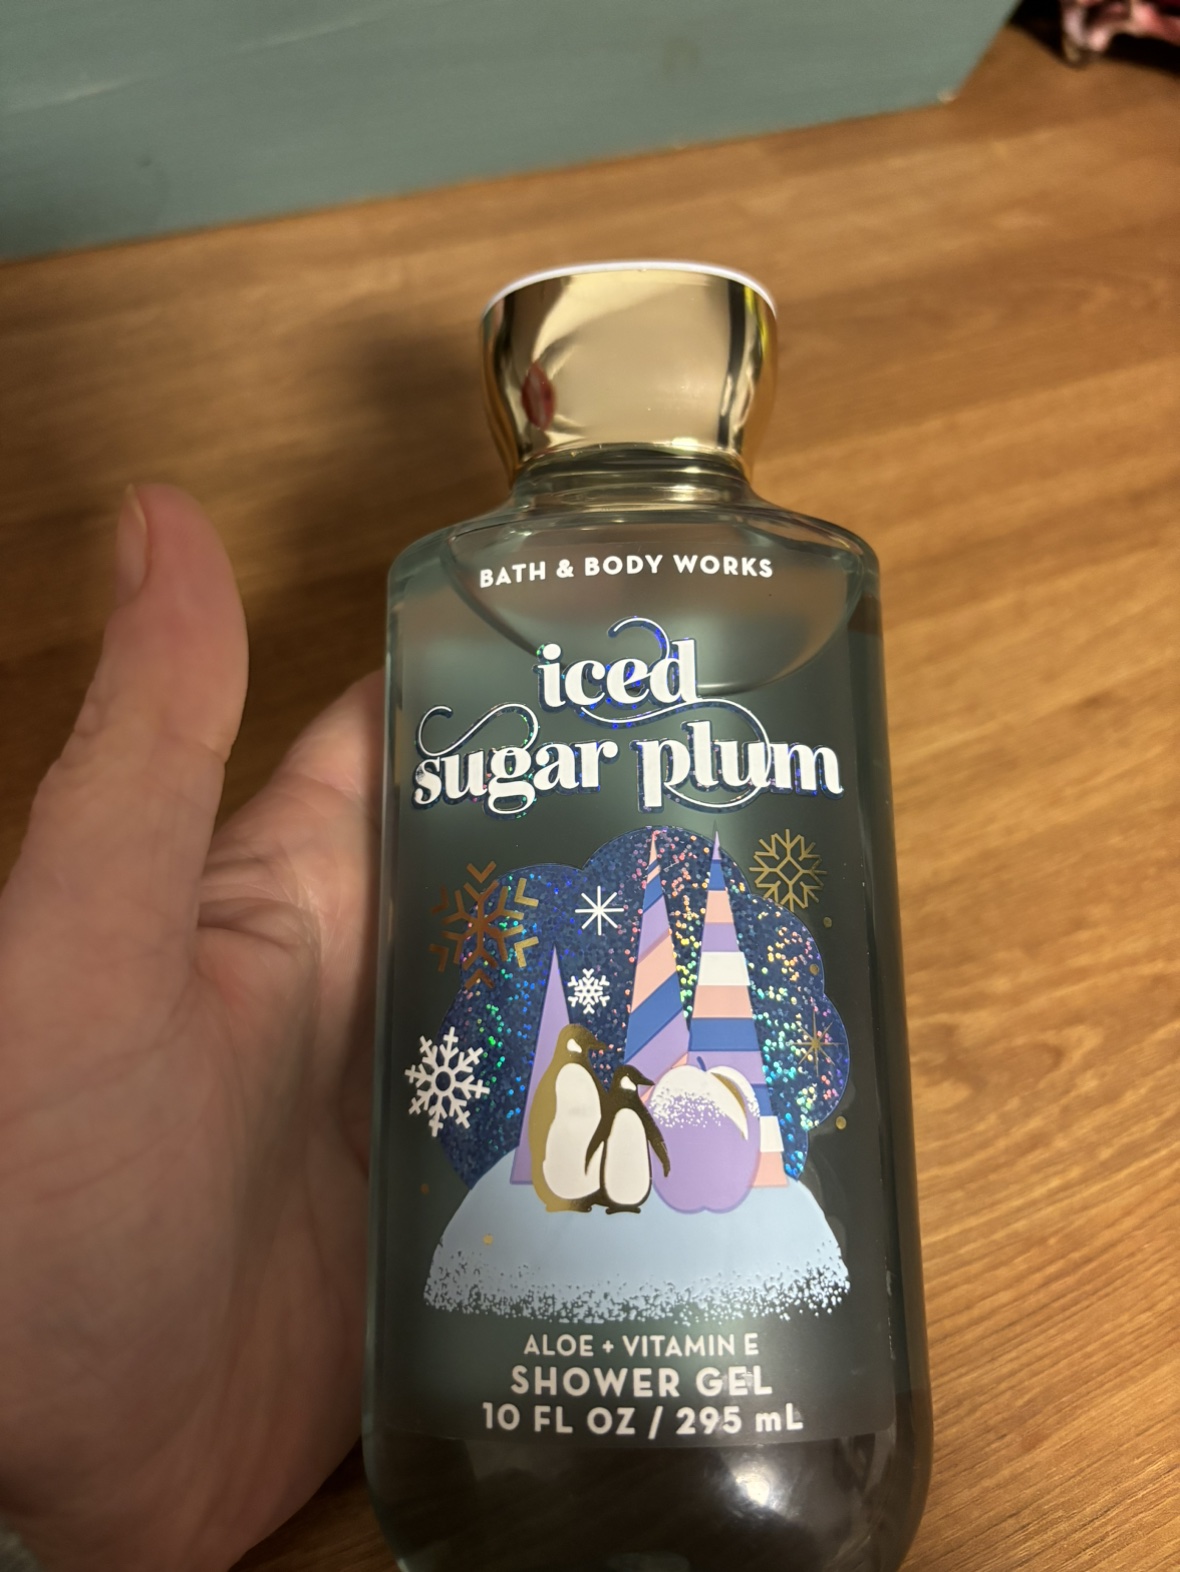 BATH & BODY WORKS
iced
sugar plum
ALOE + VITAMIN E
SHOWER GEL
10 FL OZ / 295 mL